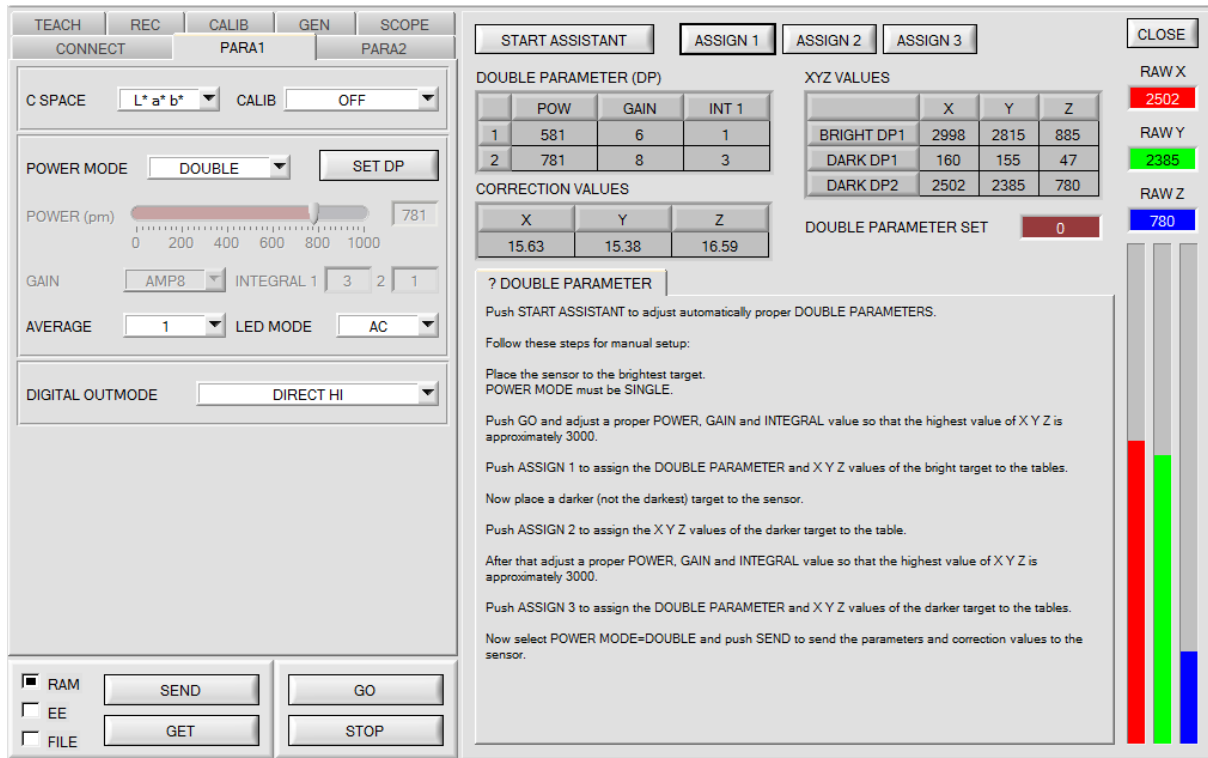 TEACH REC CALIB GEN SCOPE
CONNECT PARA1 PARA2
C SPACE L* a* b* CALIB OFF
POWER MODE DOUBLE SET DP
POWER (pm) 781
0 200 400 600 800 1000
GAIN AMP8 INTEGRAL 1 3 2 1
AVERAGE 1 LED MODE AC
DIGITAL OUTMODE DIRECT HI
RAM
EE
FILE
SEND
GET
GO
STOP
START ASSISTANT ASSIGN 1 ASSIGN 2 ASSIGN 3
DOUBLE PARAMETER (DP)
POW GAIN INT 1
1 581 6 1
2 781 8 3
CORRECTION VALUES
X Y Z
15.63 15.38 16.59
XYZ VALUES
X Y Z
BRIGHT DP1 2998 2815 885
DARK DP1 160 155 47
DARK DP2 2502 2385 780
DOUBLE PARAMETER SET 0
? DOUBLE PARAMETER
Push START ASSISTANT to adjust automatically proper DOUBLE PARAMETERS.
Follow these steps for manual setup:
Place the sensor to the brightest target.
POWER MODE must be SINGLE.
Push GO and adjust a proper POWER, GAIN and INTEGRAL value so that the highest value of X Y Z is
approximately 3000.
Push ASSIGN 1 to assign the DOUBLE PARAMETER and X Y Z values of the bright target to the tables.
Now place a darker (not the darkest) target to the sensor.
Push ASSIGN 2 to assign the X Y Z values of the darker target to the table.
After that adjust a proper POWER, GAIN and INTEGRAL value so that the highest value of X Y Z is
approximately 3000.
Push ASSIGN 3 to assign the DOUBLE PARAMETER and X Y Z values of the darker target to the tables.
Now select POWER MODE=DOUBLE and push SEND to send the parameters and correction values to the
sensor.
CLOSE
RAW X
2502
RAW Y
2385
RAW Z
780